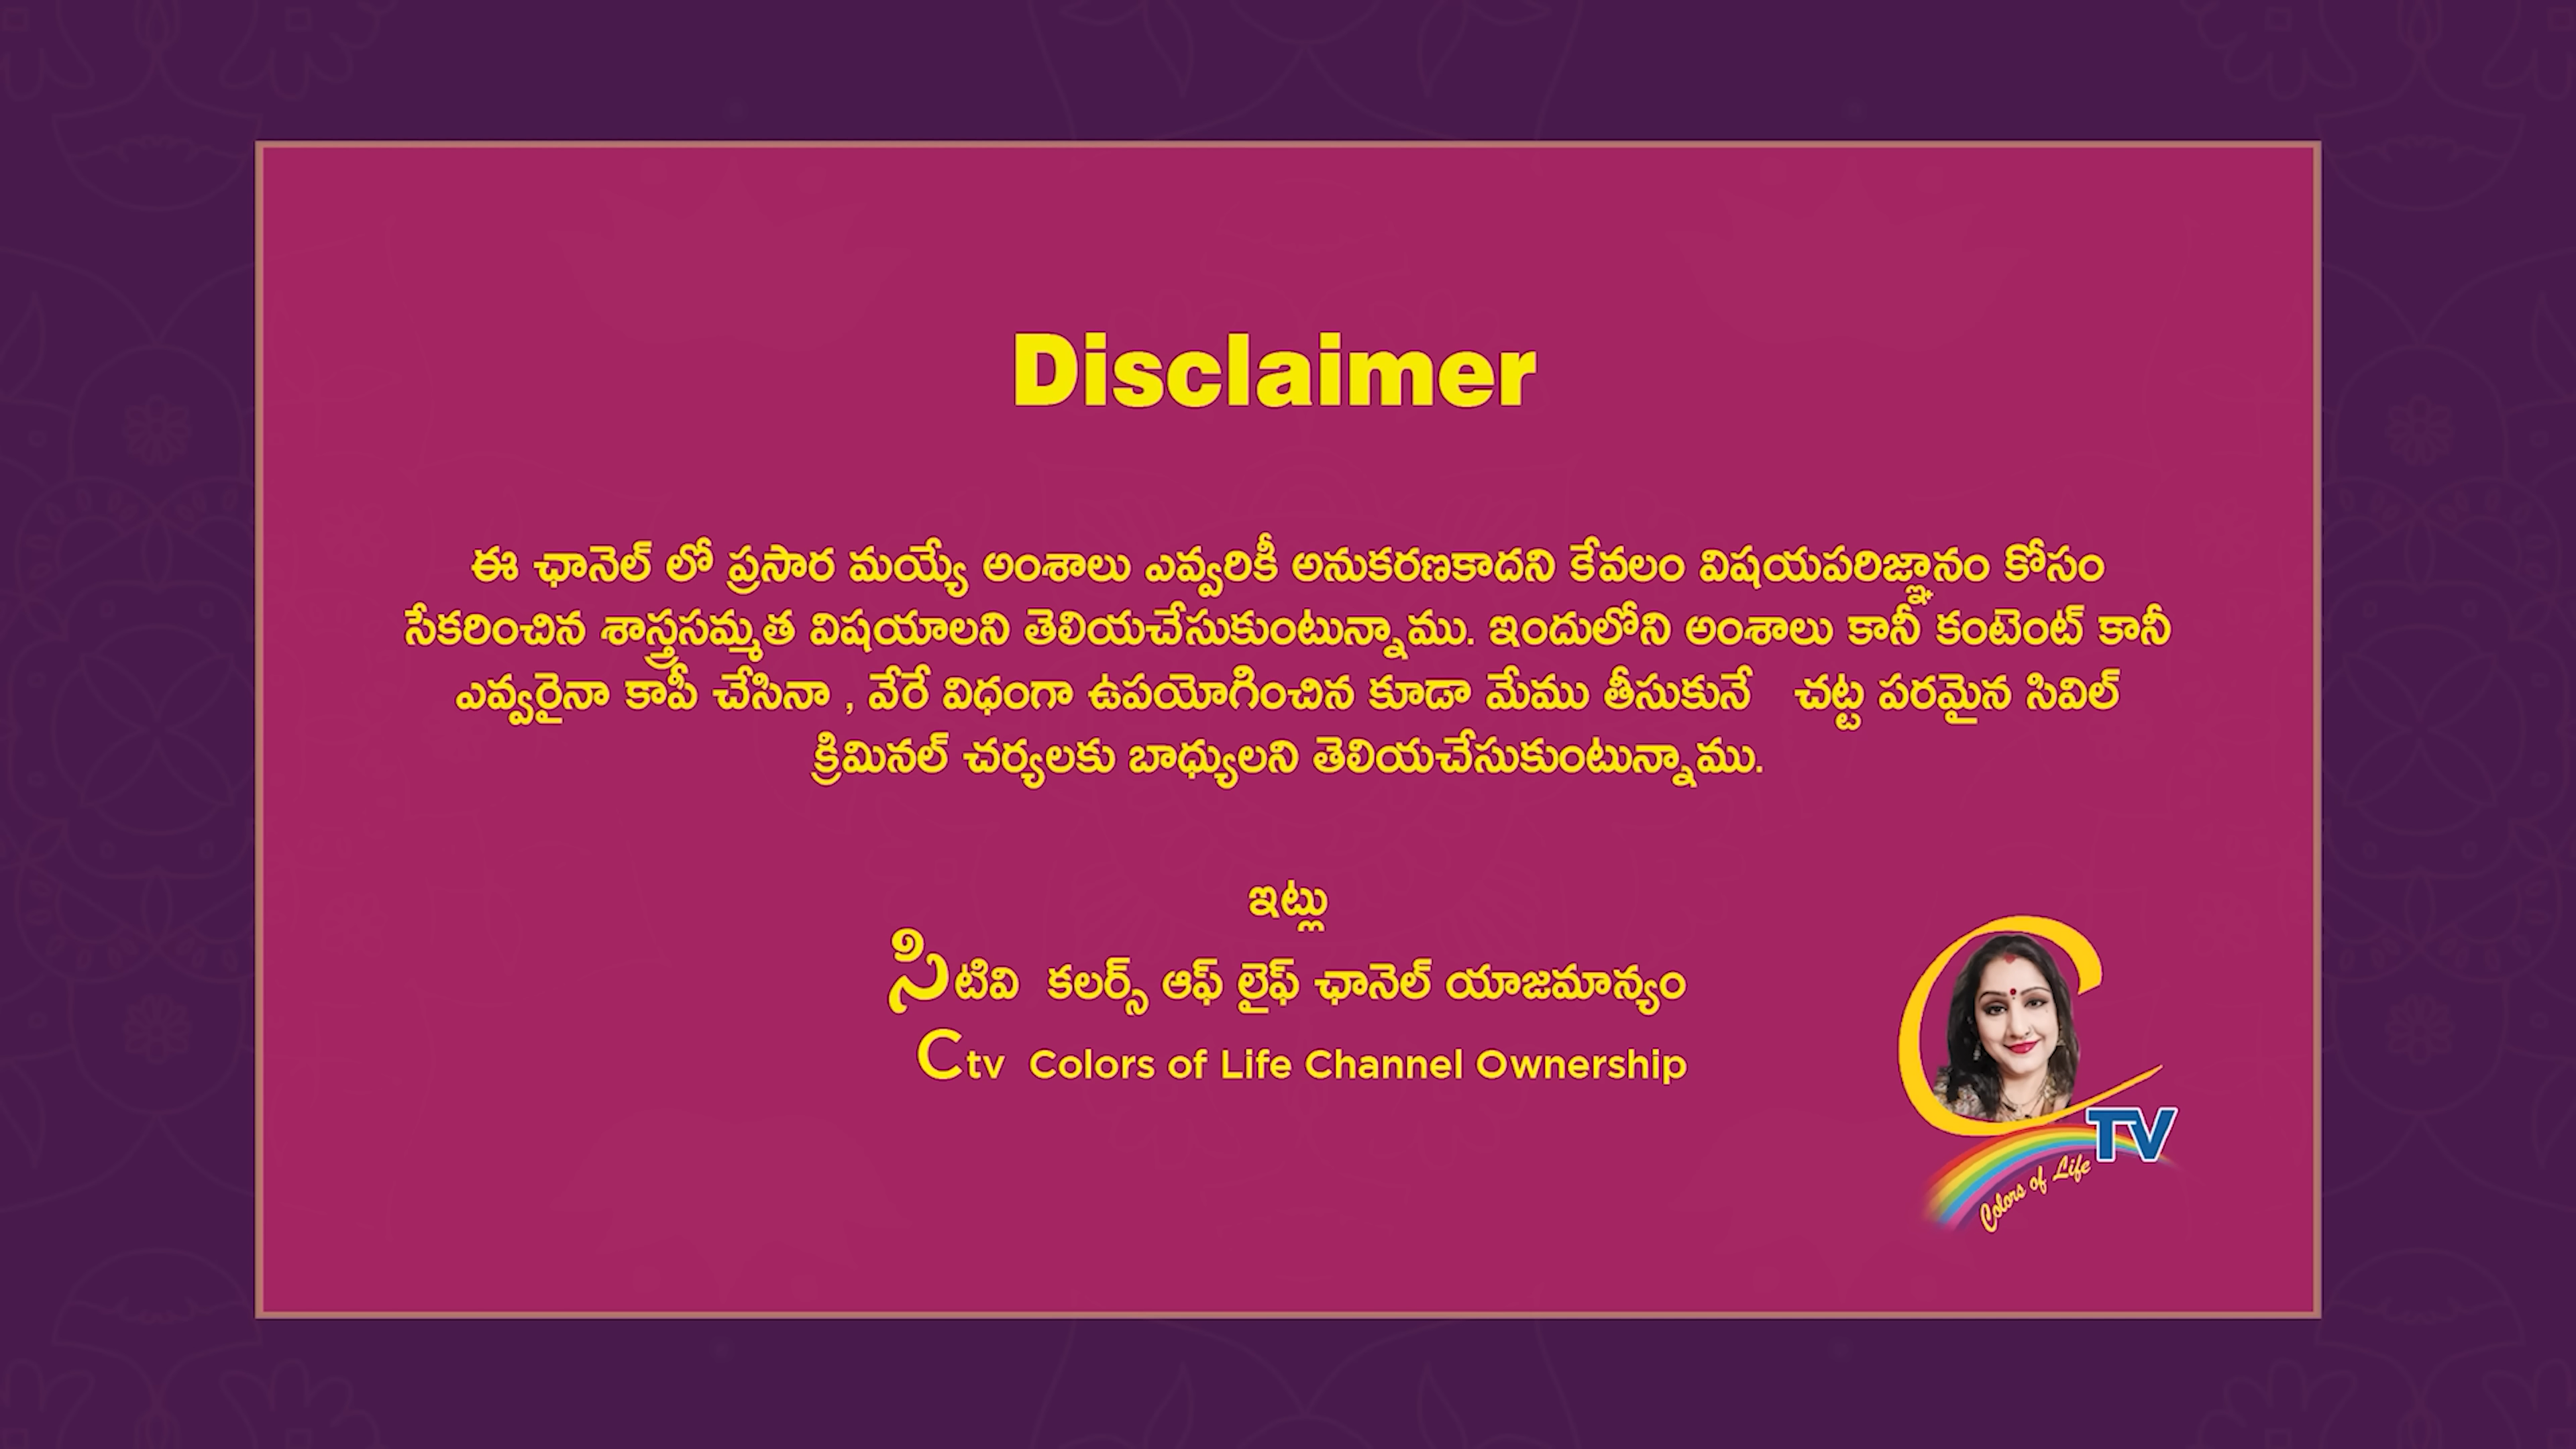 Disclaimer
ఈ ఛానెల్ లో ప్రసార మయ్యే అంశాలు ఎవ్వరికీ అనుకరణకాదని కేవలం విషయపరిజ్ఞానం కోసం
సేకరించిన శాస్త్రసమ్మత విషయాలని తెలియచేసుకుంటున్నాము. ఇందులోని అంశాలు కానీ కంటెంట్ కానీ
ఎవ్వరైనా కాపీ చేసినా , వేరే విధంగా ఉపయోగించిన కూడా మేము తీసుకునే చట్ట పరమైన సివిల్
క్రిమినల్ చర్యలకు బాధ్యులని తెలియచేసుకుంటున్నాము.
ఇట్లు
సిటివి కలర్స్ ఆఫ్ లైఫ్ ఛానెల్ యాజమాన్యం
Ctv Colors of Life Channel Ownership
C TV
Colors of Life